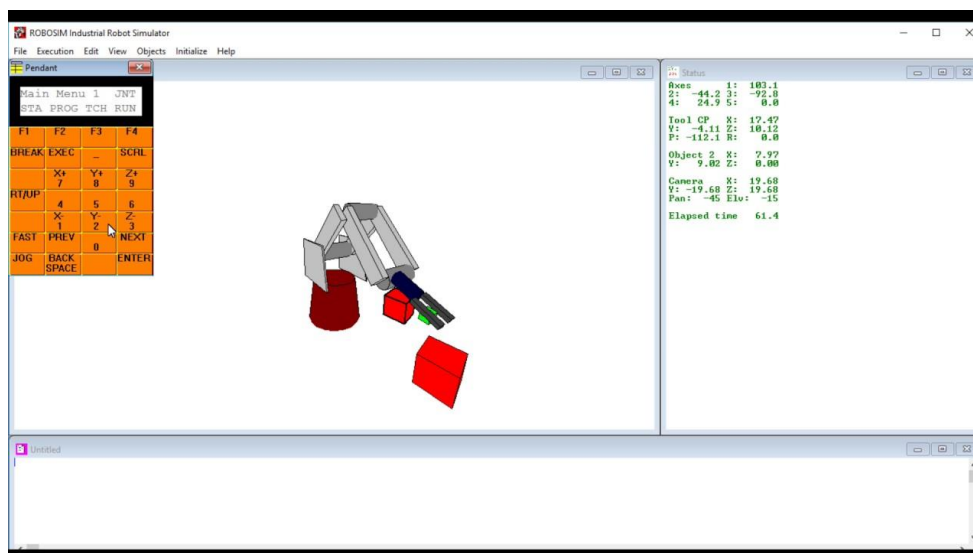 ROBOSIM Industrial Robot Simulator
File Execution Edit View Objects Initialize Help
Pendant
Main Menu 1 JNT
STA PROG TCH RUN
F1 F2 F3 F4
BREAK EXEC – SCRL
X+ Y+ Z+
7 8 9
RT/UP
4 5 6
X- Y- Z-
1 2 3
FAST PREV NEXT
0
JOG BACK SPACE ENTER
Status
Axes 1: 103.1
2: -44.2 3: -92.8
4: 24.9 5: 0.0
Tool CP X: 17.47
Y: -4.11 Z: 10.12
P: -112.1 R: 0.0
Object 2 X: 7.97
Y: 9.02 Z: 0.00
Camera X: 19.68
Y: -19.68 Z: 19.68
Pan: -45 Elv: -15
Elapsed time 61.4
Untitled